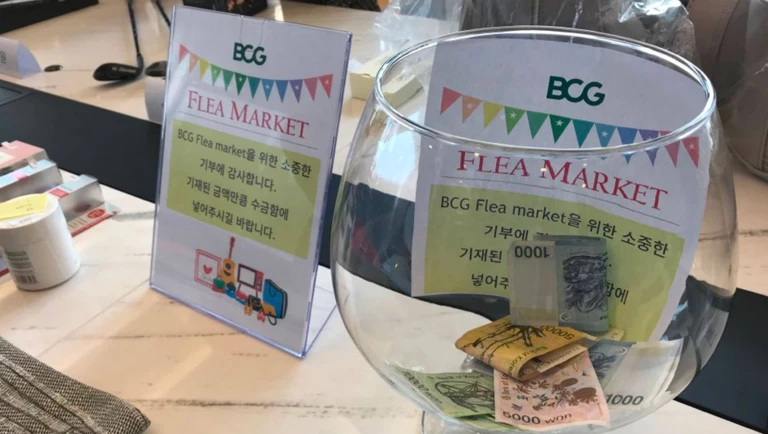 BCG
FLEA MARKET
BCG Flea market을 위한 소중한
기부에 감사합니다.
기재된 금액만큼 수금함에
넣어주시길 바랍니다.
BCG
FLEA MARKET
BCG Flea market을 위한 소중한
기부에
기재된
넣어주 함에
1000
50000
5000 won
1000